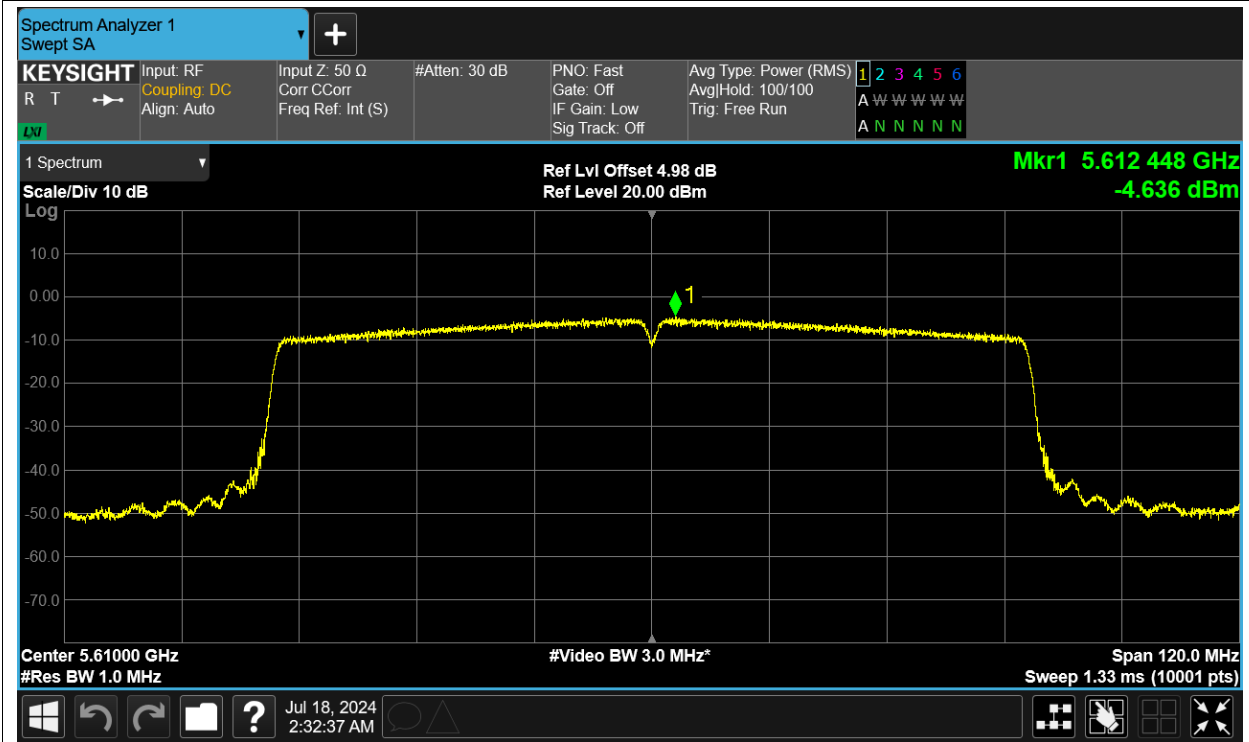 Spectrum Analyzer 1
Swept SA
+
KEYSIGHT
R T
LXI
Input: RF
Coupling: DC
Align: Auto
Input Z: 50 Ω
Corr CCorr
Freq Ref: Int (S)
#Atten: 30 dB
PNO: Fast
Gate: Off
IF Gain: Low
Sig Track: Off
Avg Type: Power (RMS)
Avg|Hold: 100/100
Trig: Free Run
1 2 3 4 5 6
A W W W W W
A N N N N N
1 Spectrum
Scale/Div 10 dB
Log
Ref Lvl Offset 4.98 dB
Ref Level 20.00 dBm
Mkr1 5.612 448 GHz
-4.636 dBm
10.0
0.00
-10.0
-20.0
-30.0
-40.0
-50.0
-60.0
-70.0
1
Center 5.61000 GHz
#Res BW 1.0 MHz
#Video BW 3.0 MHz*
Span 120.0 MHz
Sweep 1.33 ms (10001 pts)
?
Jul 18, 2024
2:32:37 AM